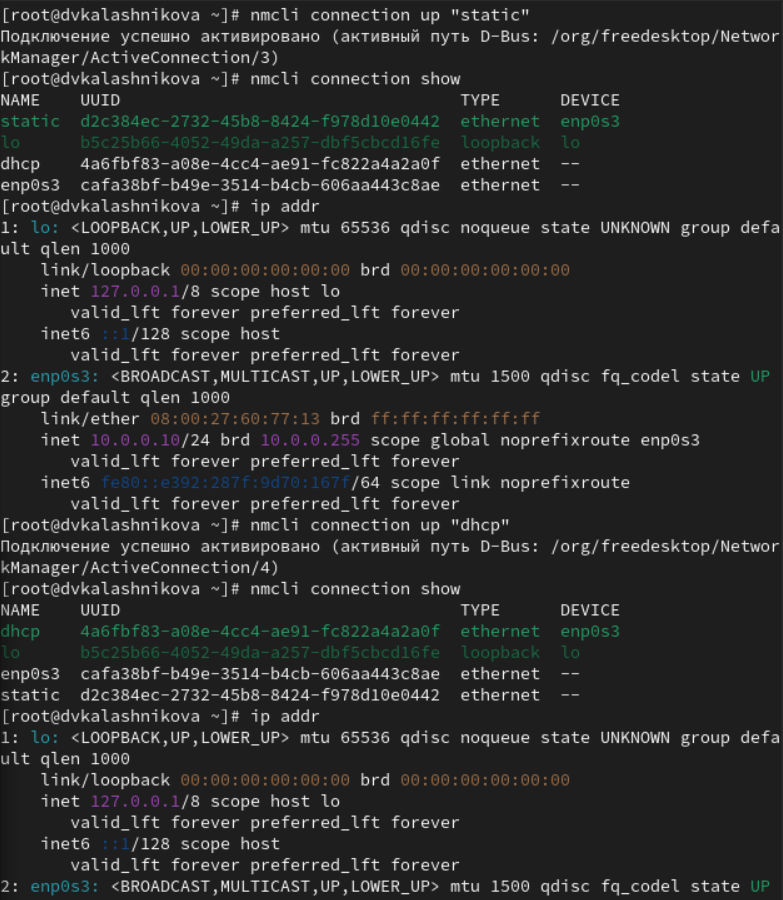 [root@dvkalashnikova ~]# nmcli connection up "static"
Подключение успешно активировано (активный путь D-Bus: /org/freedesktop/Networ
kManager/ActiveConnection/3)
[root@dvkalashnikova ~]# nmcli connection show
NAME    UUID                                  TYPE      DEVICE
static  d2c384ec-2732-45b8-8424-f978d10e0442  ethernet  enp0s3
lo      b5c25b66-4052-49da-a257-dbf5cbcd16fe  loopback  lo
dhcp    4a6fbf83-a08e-4cc4-ae91-fc822a4a2a0f  ethernet  --
enp0s3  cafa38bf-b49e-3514-b4cb-606aa443c8ae  ethernet  --
[root@dvkalashnikova ~]# ip addr
1: lo: <LOOPBACK,UP,LOWER_UP> mtu 65536 qdisc noqueue state UNKNOWN group defa
ult qlen 1000
    link/loopback 00:00:00:00:00:00 brd 00:00:00:00:00:00
    inet 127.0.0.1/8 scope host lo
       valid_lft forever preferred_lft forever
    inet6 ::1/128 scope host
       valid_lft forever preferred_lft forever
2: enp0s3: <BROADCAST,MULTICAST,UP,LOWER_UP> mtu 1500 qdisc fq_codel state UP
group default qlen 1000
    link/ether 08:00:27:60:77:13 brd ff:ff:ff:ff:ff:ff
    inet 10.0.0.10/24 brd 10.0.0.255 scope global noprefixroute enp0s3
       valid_lft forever preferred_lft forever
    inet6 fe80::e392:287f:9d70:167f/64 scope link noprefixroute
       valid_lft forever preferred_lft forever
[root@dvkalashnikova ~]# nmcli connection up "dhcp"
Подключение успешно активировано (активный путь D-Bus: /org/freedesktop/Networ
kManager/ActiveConnection/4)
[root@dvkalashnikova ~]# nmcli connection show
NAME    UUID                                  TYPE      DEVICE
dhcp    4a6fbf83-a08e-4cc4-ae91-fc822a4a2a0f  ethernet  enp0s3
lo      b5c25b66-4052-49da-a257-dbf5cbcd16fe  loopback  lo
enp0s3  cafa38bf-b49e-3514-b4cb-606aa443c8ae  ethernet  --
static  d2c384ec-2732-45b8-8424-f978d10e0442  ethernet  --
[root@dvkalashnikova ~]# ip addr
1: lo: <LOOPBACK,UP,LOWER_UP> mtu 65536 qdisc noqueue state UNKNOWN group defa
ult qlen 1000
    link/loopback 00:00:00:00:00:00 brd 00:00:00:00:00:00
    inet 127.0.0.1/8 scope host lo
       valid_lft forever preferred_lft forever
    inet6 ::1/128 scope host
       valid_lft forever preferred_lft forever
2: enp0s3: <BROADCAST,MULTICAST,UP,LOWER_UP> mtu 1500 qdisc fq_codel state UP